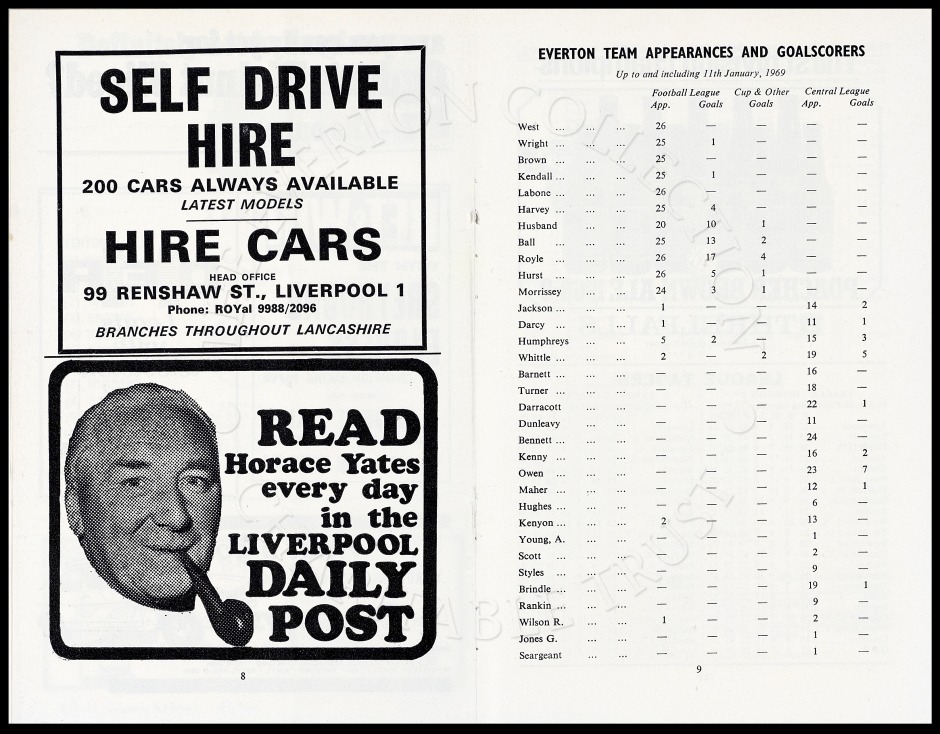 SELF DRIVE
HIRE
200 CARS ALWAYS AVAILABLE
LATEST MODELS
HIRE CARS
HEAD OFFICE
99 RENSHAW ST., LIVERPOOL 1
Phone: ROYal 9988/2096
BRANCHES THROUGHOUT LANCASHIRE
READ
Horace Yates
every day
in the
LIVERPOOL
DAILY
POST
8
EVERTON TEAM APPEARANCES AND GOALSCORERS
Up to and including 11th January, 1969
Football League Cup & Other Central League
App. Goals Goals App. Goals
West ... ... ... 26 — — — —
Wright ... ... ... 25 1 — — —
Brown ... ... ... 25 — — — —
Kendall ... ... ... 25 1 — — —
Labone ... ... ... 26 — — — —
Harvey ... ... ... 25 4 — — —
Husband ... ... 20 10 1 — —
Ball ... ... ... 25 13 2 — —
Royle ... ... ... 26 17 4 — —
Hurst ... ... ... 26 5 1 — —
Morrissey ... ... 24 3 1 — —
Jackson ... ... ... 1 — — 14 2
Darcy ... ... ... 1 — — 11 1
Humphreys ... ... 5 2 — 15 3
Whittle ... ... ... 2 — 2 19 5
Barnett ... ... ... — — — 16 —
Turner ... ... ... — — — 18 —
Darracott ... ... — — — 22 1
Dunleavy ... ... — — — 11 —
Bennett ... ... ... — — — 24 —
Kenny ... ... ... — — — 16 2
Owen ... ... ... — — — 23 7
Maher ... ... ... — — — 12 1
Hughes ... ... ... — — — 6 —
Kenyon ... ... ... 2 — — 13 —
Young, A. ... ... — — — 1 —
Scott ... ... ... — — — 2 —
Styles ... ... ... — — — 9 —
Brindle ... ... ... — — — 19 1
Rankin ... ... ... — — — 9 —
Wilson R. ... ... 1 — — 2 —
Jones G. ... ... — — — 1 —
Seargeant ... ... — — — 1 —
9